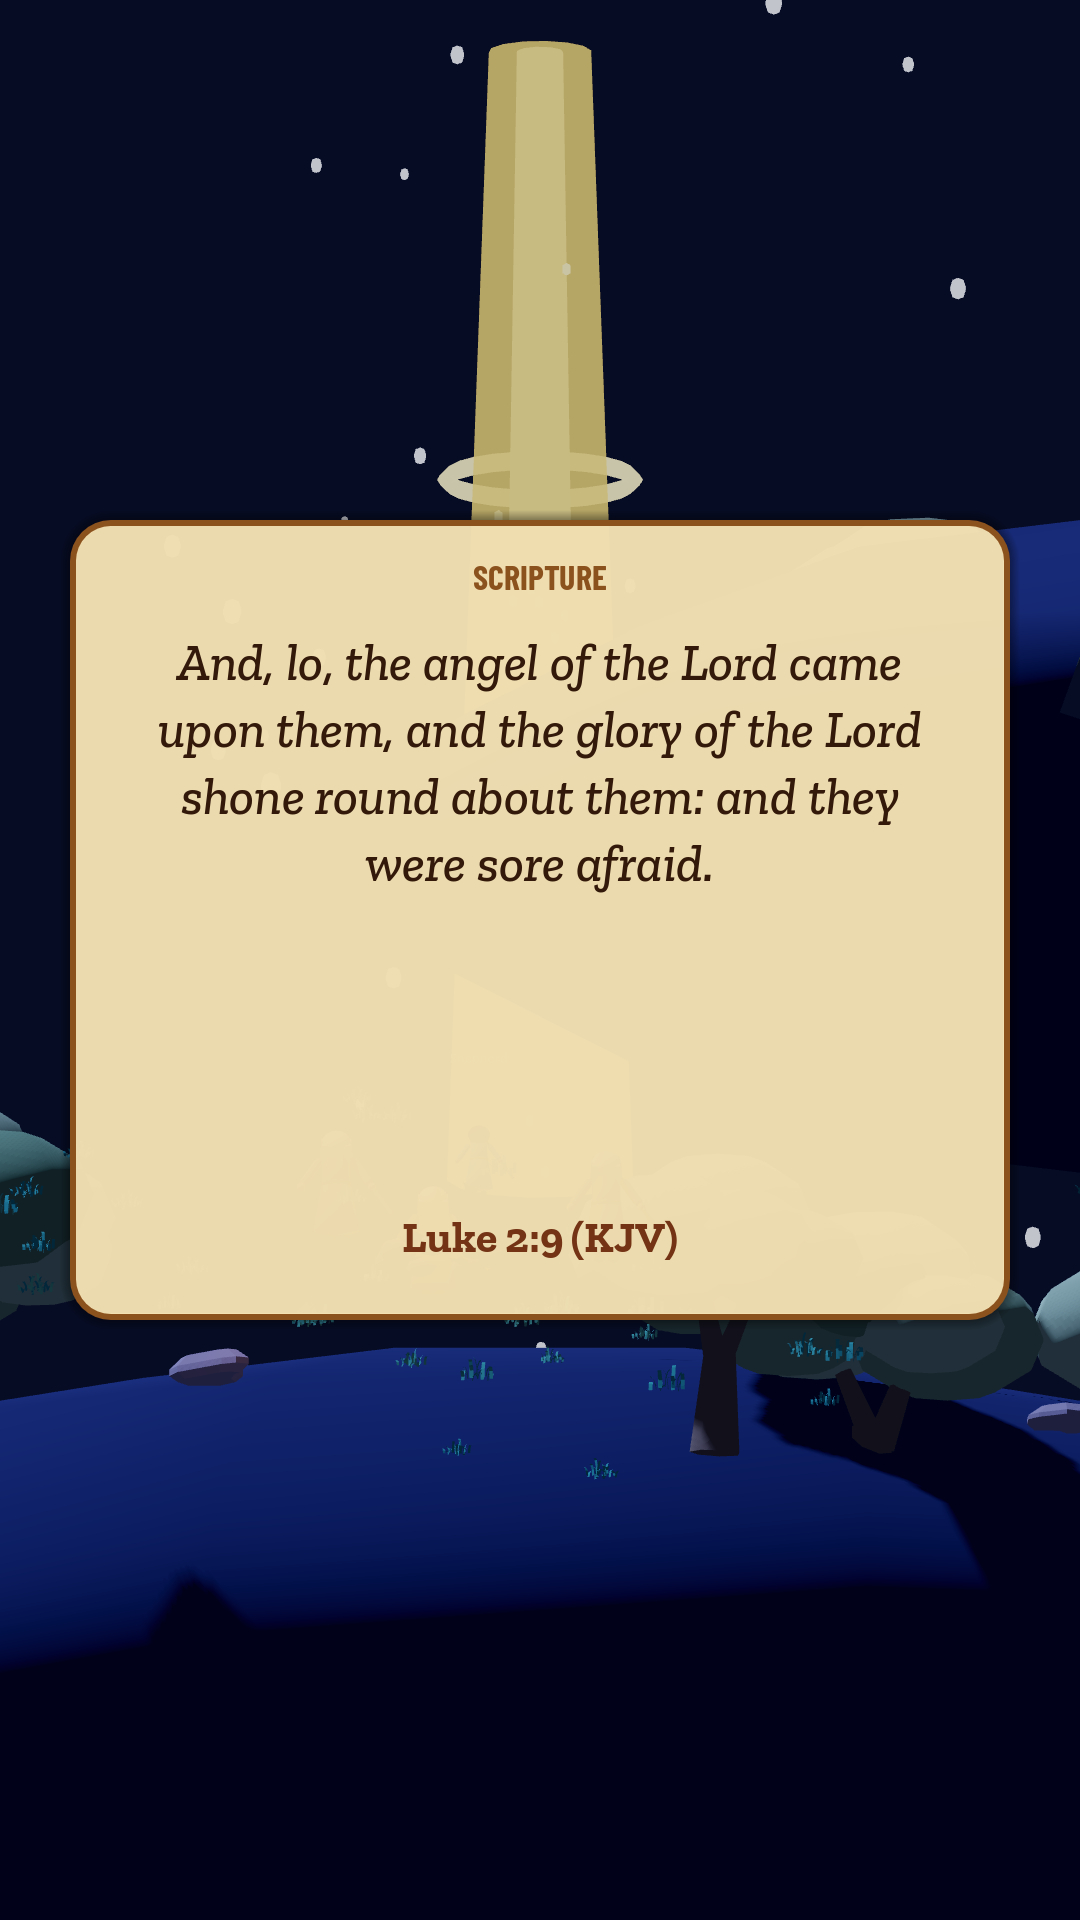 SCRIPTURE
And, lo, the angel of the Lord came
upon them, and the glory of the Lord
shone round about them: and they
were sore afraid.
Luke 2:9 (KJV)